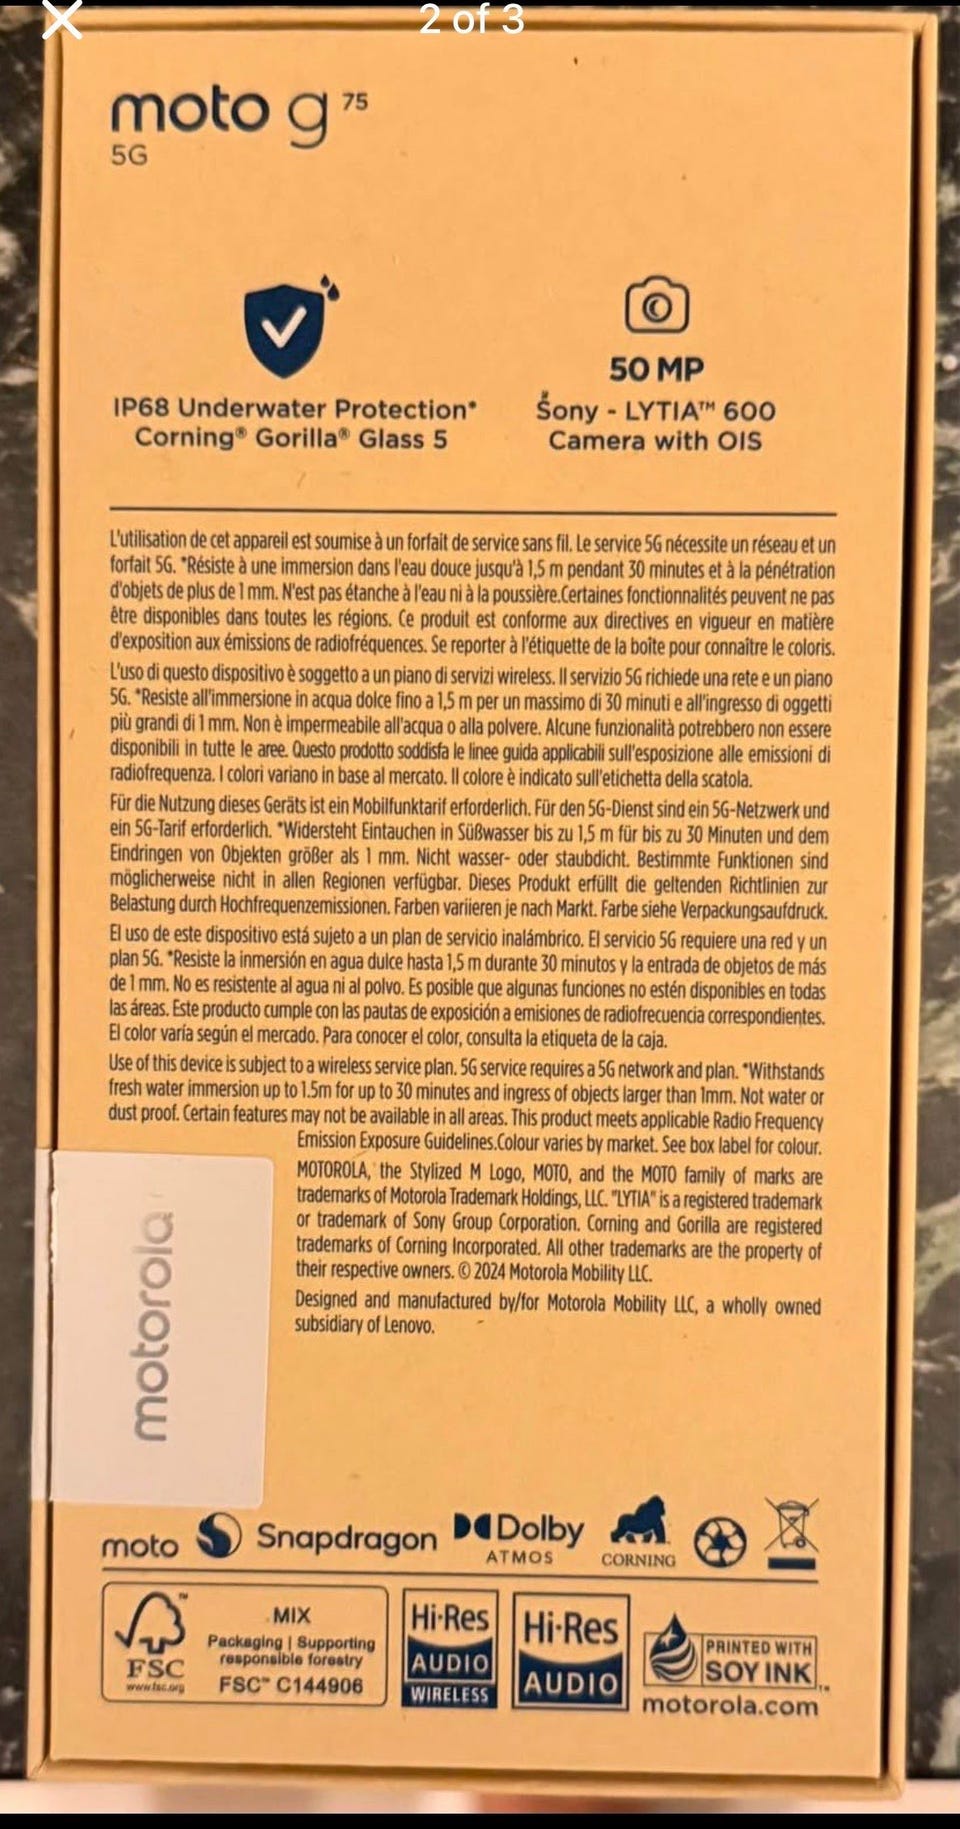 2 of 3
moto g 75
5G
IP68 Underwater Protection*
Corning® Gorilla® Glass 5
50 MP
Sony - LYTIA™ 600
Camera with OIS
L'utilisation de cet appareil est soumise à un forfait de service sans fil. Le service 5G nécessite un réseau et un
forfait 5G. *Résiste à une immersion dans l'eau douce jusqu'à 1,5 m pendant 30 minutes et à la pénétration
d'objets de plus de 1 mm. N'est pas étanche à l'eau ni à la poussière.Certaines fonctionnalités peuvent ne pas
être disponibles dans toutes les régions. Ce produit est conforme aux directives en vigueur en matière
d'exposition aux émissions de radiofréquences. Se reporter à l'étiquette de la boîte pour connaître le coloris.
L'uso di questo dispositivo è soggetto a un piano di servizi wireless. Il servizio 5G richiede una rete e un piano
5G. *Resiste all'immersione in acqua dolce fino a 1,5 m per un massimo di 30 minuti e all'ingresso di oggetti
più grandi di 1 mm. Non è impermeabile all'acqua o alla polvere. Alcune funzionalità potrebbero non essere
disponibili in tutte le aree. Questo prodotto soddisfa le linee guida applicabili sull'esposizione alle emissioni di
radiofrequenza. I colori variano in base al mercato. Il colore è indicato sull'etichetta della scatola.
Für die Nutzung dieses Geräts ist ein Mobilfunktarif erforderlich. Für den 5G-Dienst sind ein 5G-Netzwerk und
ein 5G-Tarif erforderlich. *Widersteht Eintauchen in Süßwasser bis zu 1,5 m für bis zu 30 Minuten und dem
Eindringen von Objekten größer als 1 mm. Nicht wasser- oder staubdicht. Bestimmte Funktionen sind
möglicherweise nicht in allen Regionen verfügbar. Dieses Produkt erfüllt die geltenden Richtlinien zur
Belastung durch Hochfrequenzemissionen. Farben variieren je nach Markt. Farbe siehe Verpackungsaufdruck.
El uso de este dispositivo está sujeto a un plan de servicio inalámbrico. El servicio 5G requiere una red y un
plan 5G. *Resiste la inmersión en agua dulce hasta 1,5 m durante 30 minutos y la entrada de objetos de más
de 1 mm. No es resistente al agua ni al polvo. Es posible que algunas funciones no estén disponibles en todas
las áreas. Este producto cumple con las pautas de exposición a emisiones de radiofrecuencia correspondientes.
El color varía según el mercado. Para conocer el color, consulta la etiqueta de la caja.
Use of this device is subject to a wireless service plan. 5G service requires a 5G network and plan. *Withstands
fresh water immersion up to 1.5m for up to 30 minutes and ingress of objects larger than 1mm. Not water or
dust proof. Certain features may not be available in all areas. This product meets applicable Radio Frequency
Emission Exposure Guidelines.Colour varies by market. See box label for colour.
MOTOROLA, the Stylized M Logo, MOTO, and the MOTO family of marks are
trademarks of Motorola Trademark Holdings, LLC. "LYTIA" is a registered trademark
or trademark of Sony Group Corporation. Corning and Gorilla are registered
trademarks of Corning Incorporated. All other trademarks are the property of
their respective owners. © 2024 Motorola Mobility LLC.
Designed and manufactured by/for Motorola Mobility LLC, a wholly owned
subsidiary of Lenovo.
motorola
moto Snapdragon Dolby
ATMOS
CORNING
FSC™
www.fsc.org
MIX
Packaging | Supporting
responsible forestry
FSC™ C144906
Hi-Res
AUDIO
WIRELESS
Hi-Res
AUDIO
PRINTED WITH
SOY INK™
motorola.com